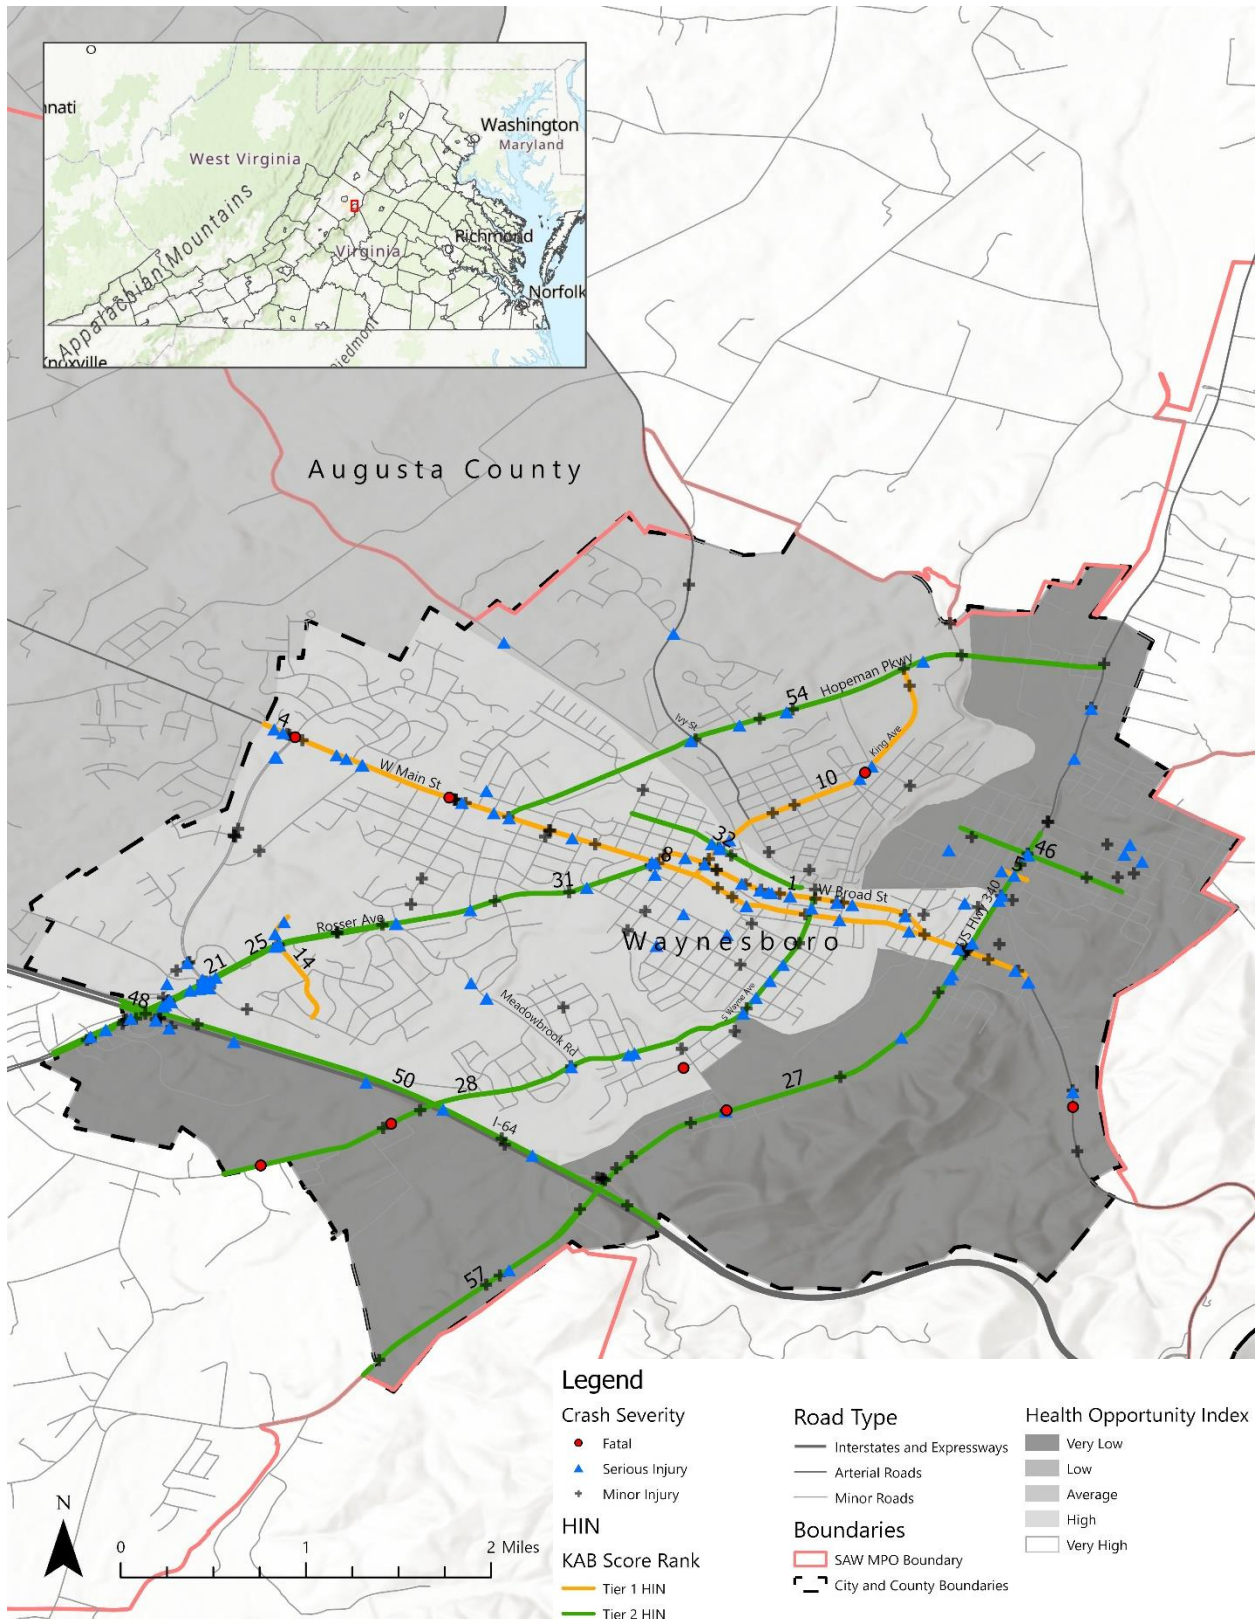 nnati
Washington
Maryland
West Virginia
Appalachian Mountains
Richmond
Virginia
Norfolk
Knoxville
Piedmont
Augusta County
54
Hopeman Pkwy
4
Ivy St
W Main St
King Ave
10
32
46
8
5
31
1
W Broad St
Rosser Ave
US Hwy 340
Waynesboro
25
14
21
48
Meadowbrook
Rd
S Wayne Ave
50
28
27
I-64
57
Legend
Crash Severity
Fatal
Serious Injury
Minor Injury
HIN
KAB Score Rank
Tier 1 HIN
Tier 2 HIN
Road Type
Interstates and Expressways
Arterial Roads
Minor Roads
Boundaries
SAW MPO Boundary
City and County Boundaries
Health Opportunity Index
Very Low
Low
Average
High
Very High
N
0 1 2 Miles